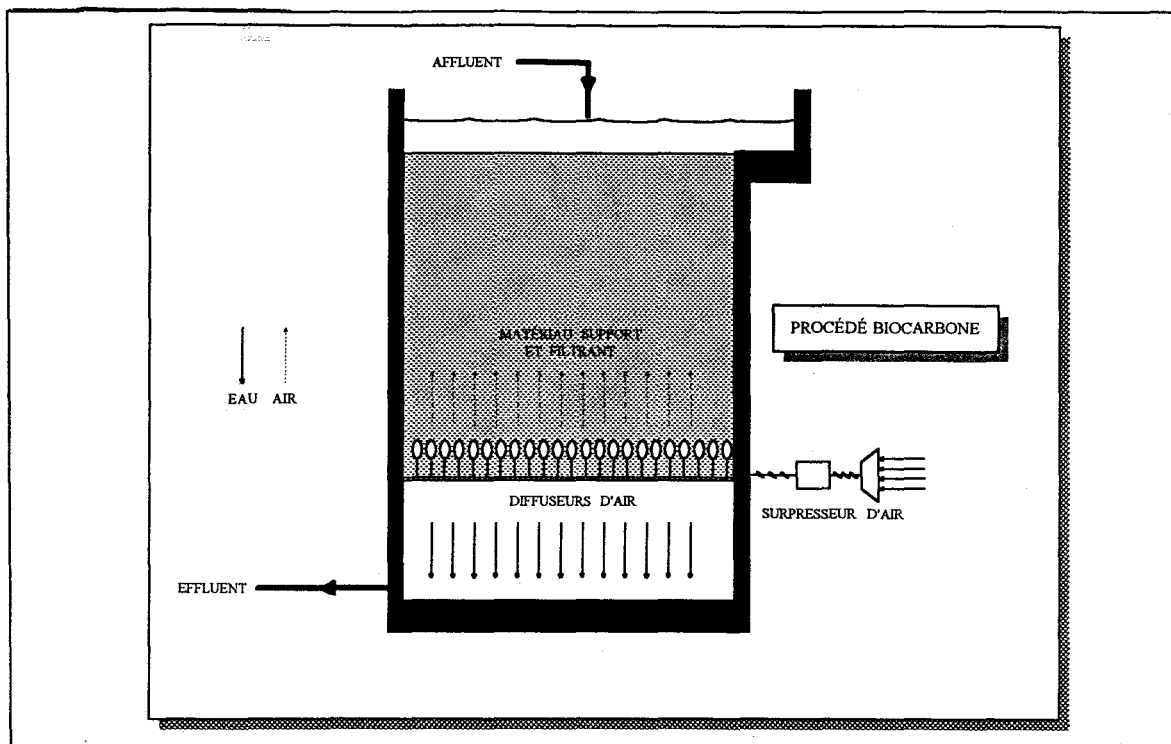 AFFLUENT
PROCÉDÉ BIOCARBONE
MATÉRIAU SUPPORT
ET FILTRANT
EAU AIR
DIFFUSEURS D'AIR
SURPRESSEUR D'AIR
EFFLUENT